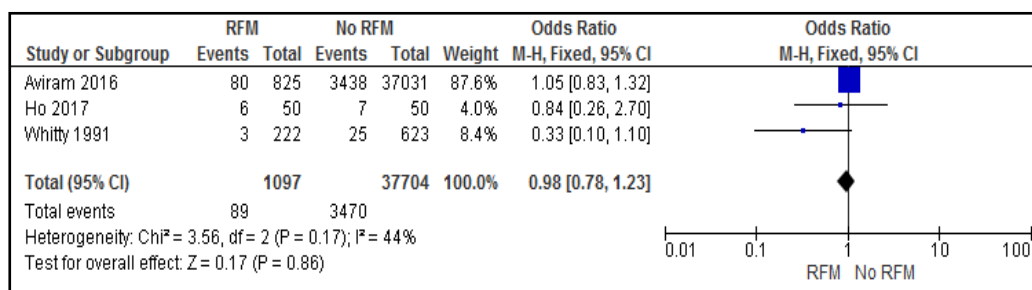 RFM No RFM Odds Ratio Odds Ratio
Study or Subgroup Events Total Events Total Weight M-H, Fixed, 95% CI M-H, Fixed, 95% CI
Aviram 2016 80 825 3438 37031 87.6% 1.05 [0.83, 1.32]
Ho 2017 6 50 7 50 4.0% 0.84 [0.26, 2.70]
Whitty 1991 3 222 25 623 8.4% 0.33 [0.10, 1.10]
Total (95% CI) 1097 37704 100.0% 0.98 [0.78, 1.23]
Total events 89 3470
Heterogeneity: Chi² = 3.56, df = 2 (P = 0.17); I² = 44%
Test for overall effect: Z = 0.17 (P = 0.86)
0.01 0.1 1 10 100
RFM No RFM